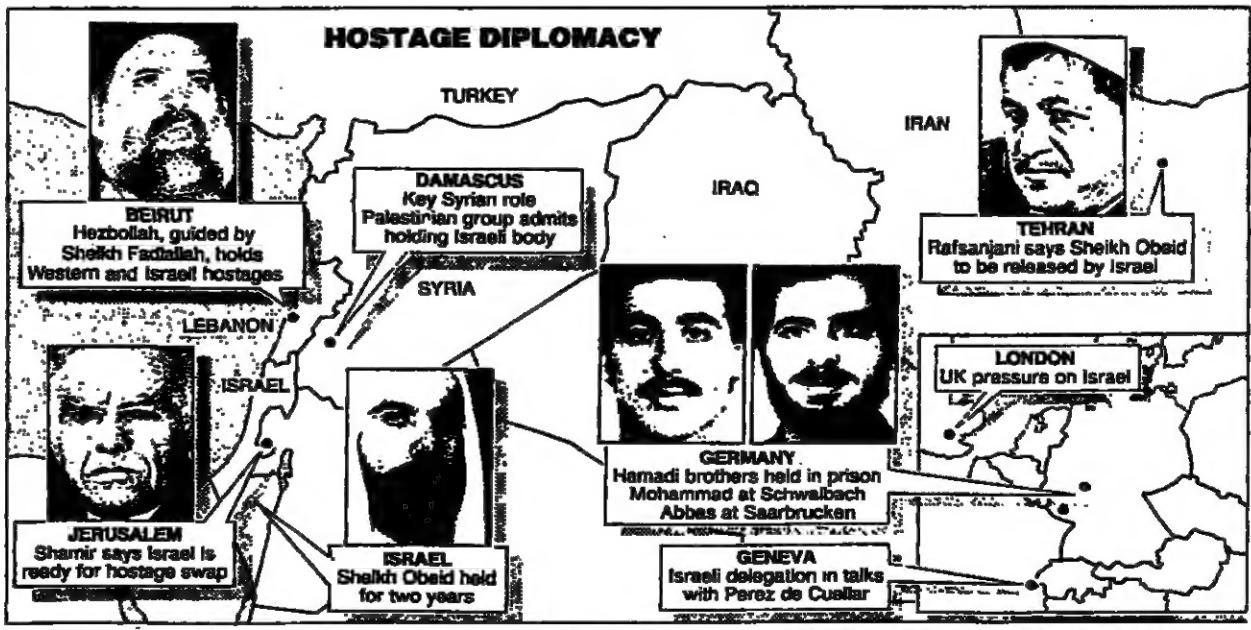 HOSTAGE DIPLOMACY
TURKEY
IRAN
IRAQ
SYRIA
LEBANON
ISRAEL
BEIRUT
Hezbollah, guided by
Sheikh Fadlallah, holds
Western and Israeli hostages
DAMASCUS
Key Syrian role
Palestinian group admits
holding Israeli body
TEHRAN
Rafsanjani says Sheikh Obeid
to be released by Israel
LONDON
UK pressure on Israel
GERMANY
Hamadi brothers held in prison
Mohammad at Schwalbach
Abbas at Saarbrucken
JERUSALEM
Shamir says Israel is
ready for hostage swap
ISRAEL
Sheikh Obeid held
for two years
GENEVA
Israeli delegation in talks
with Perez de Cuellar